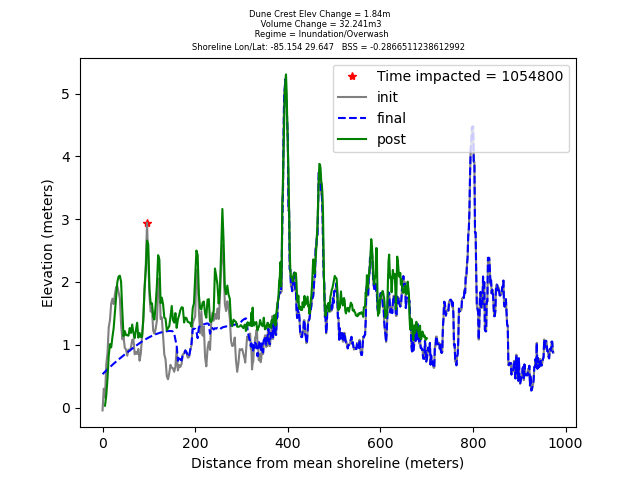 Dune Crest Elev Change = 1.84m
Volume Change = 32.241m3
Regime = Inundation/Overwash
Shoreline Lon/Lat: -85.154 29.647 BSS = -0.2866511238612992
Time impacted = 1054800
init
final
post
Elevation (meters)
5
4
3
2
1
0
0 200 400 600 800 1000
Distance from mean shoreline (meters)